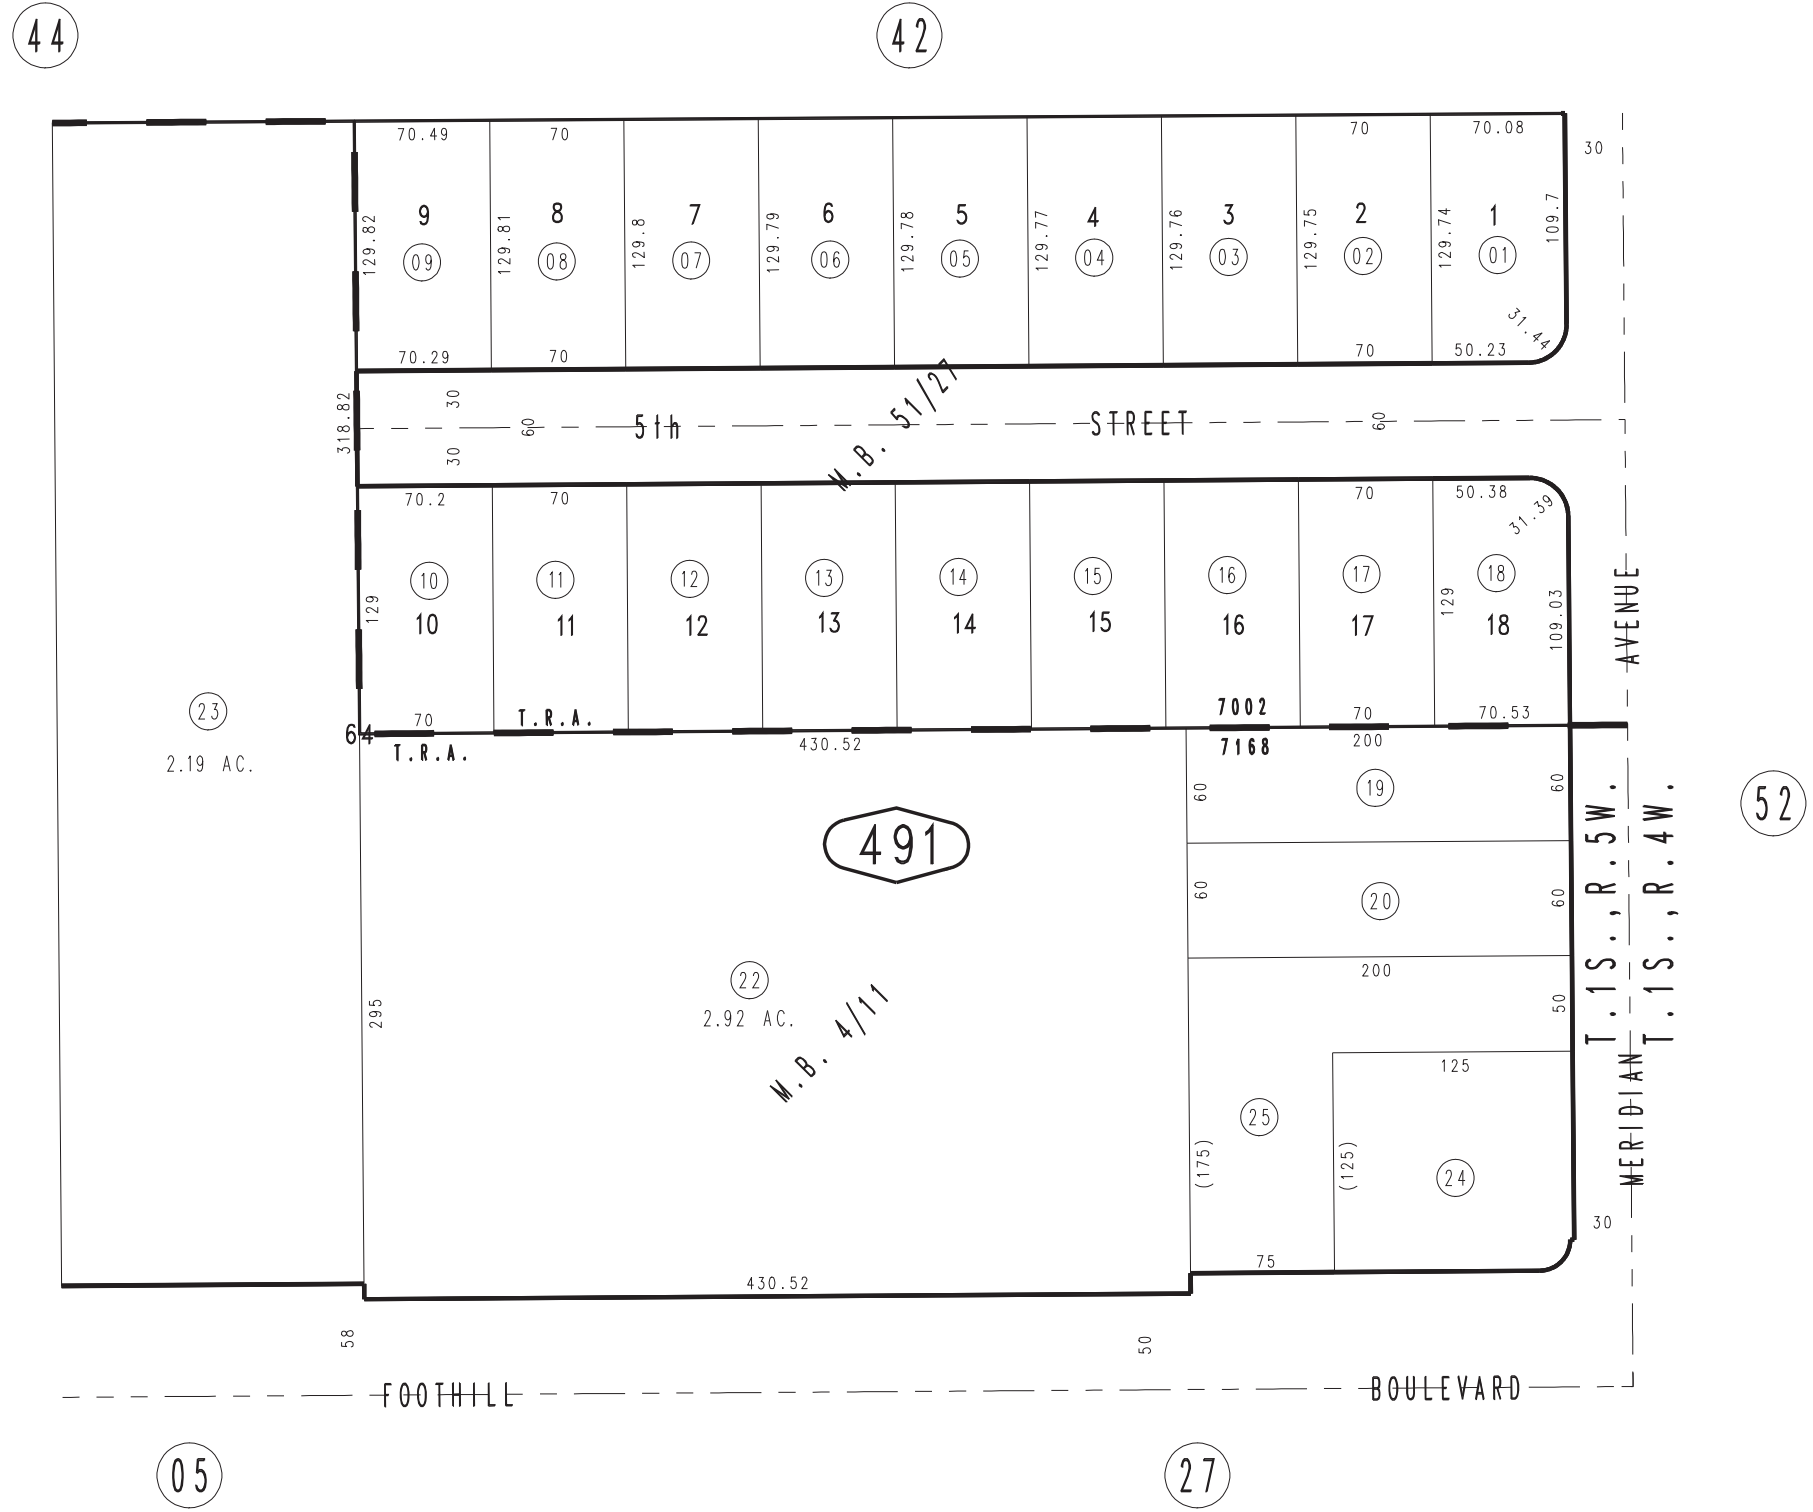 44 42
70.49 70 70 70.08 30
129.82 9 129.81 8 129.8 7 129.79 6 129.78 5 129.77 4 129.76 3 129.75 2 129.74 1 109.7
09 08 07 06 05 04 03 02 01
31.44
70.29 70 70 50.23
M.B. 51/27
318.82 30 60 30
5th STREET 60
70.2 70 70 50.38 31.39
10 11 12 13 14 15 16 17 18
129 129 109.03
10 11 12 13 14 15 16 17 18
AVENUE
70 T.R.A. 7002 70 70.53
64 T.R.A. 430.52 7168 200
23
2.19 AC.
60 19 60
491
52
60 20 60
T.1S.,R.5W. T.1S.,R.4W.
200
22
2.92 AC.
295
M.B. 4/11
50
125
MERIDIAN
25
(175) (125) 24
30
75
430.52
58 50
FOOTHILL BOULEVARD
05 27